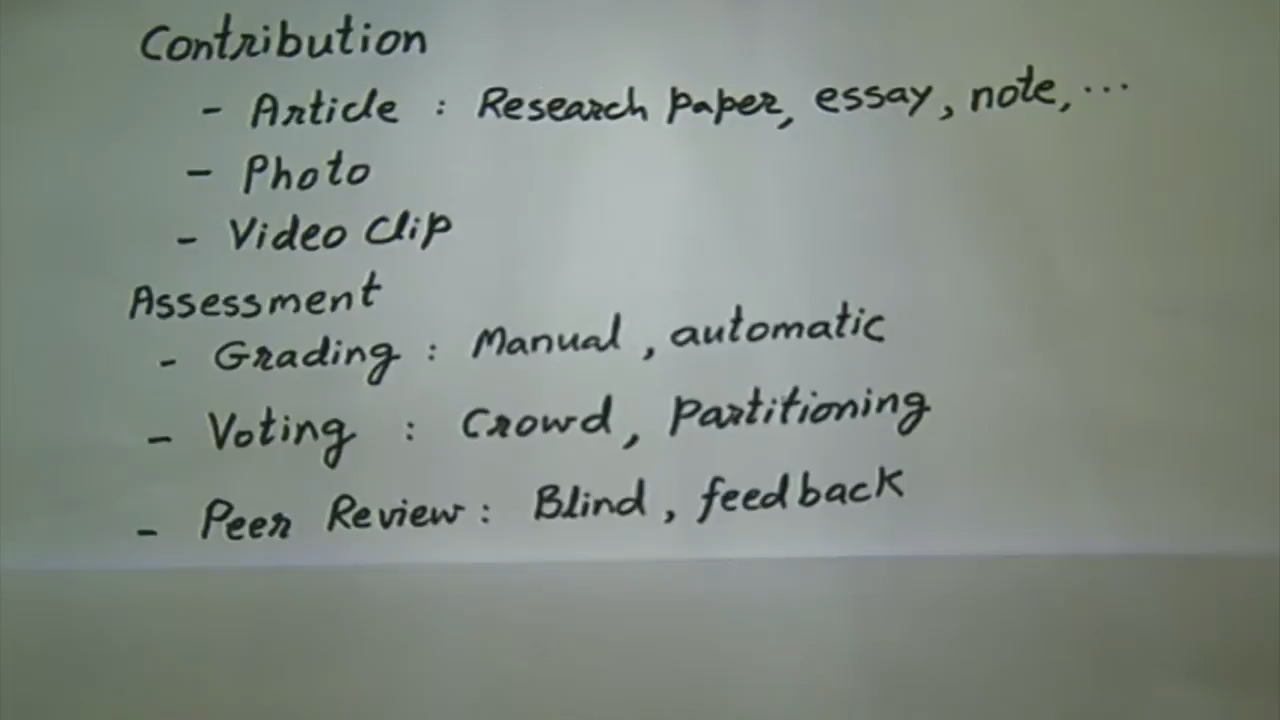 Contribution
- Article : Research paper, essay, note, ...
- Photo
- Video Clip
Assessment
- Grading : Manual, automatic
- Voting : Crowd, Partitioning
- Peer Review : Blind, feedback